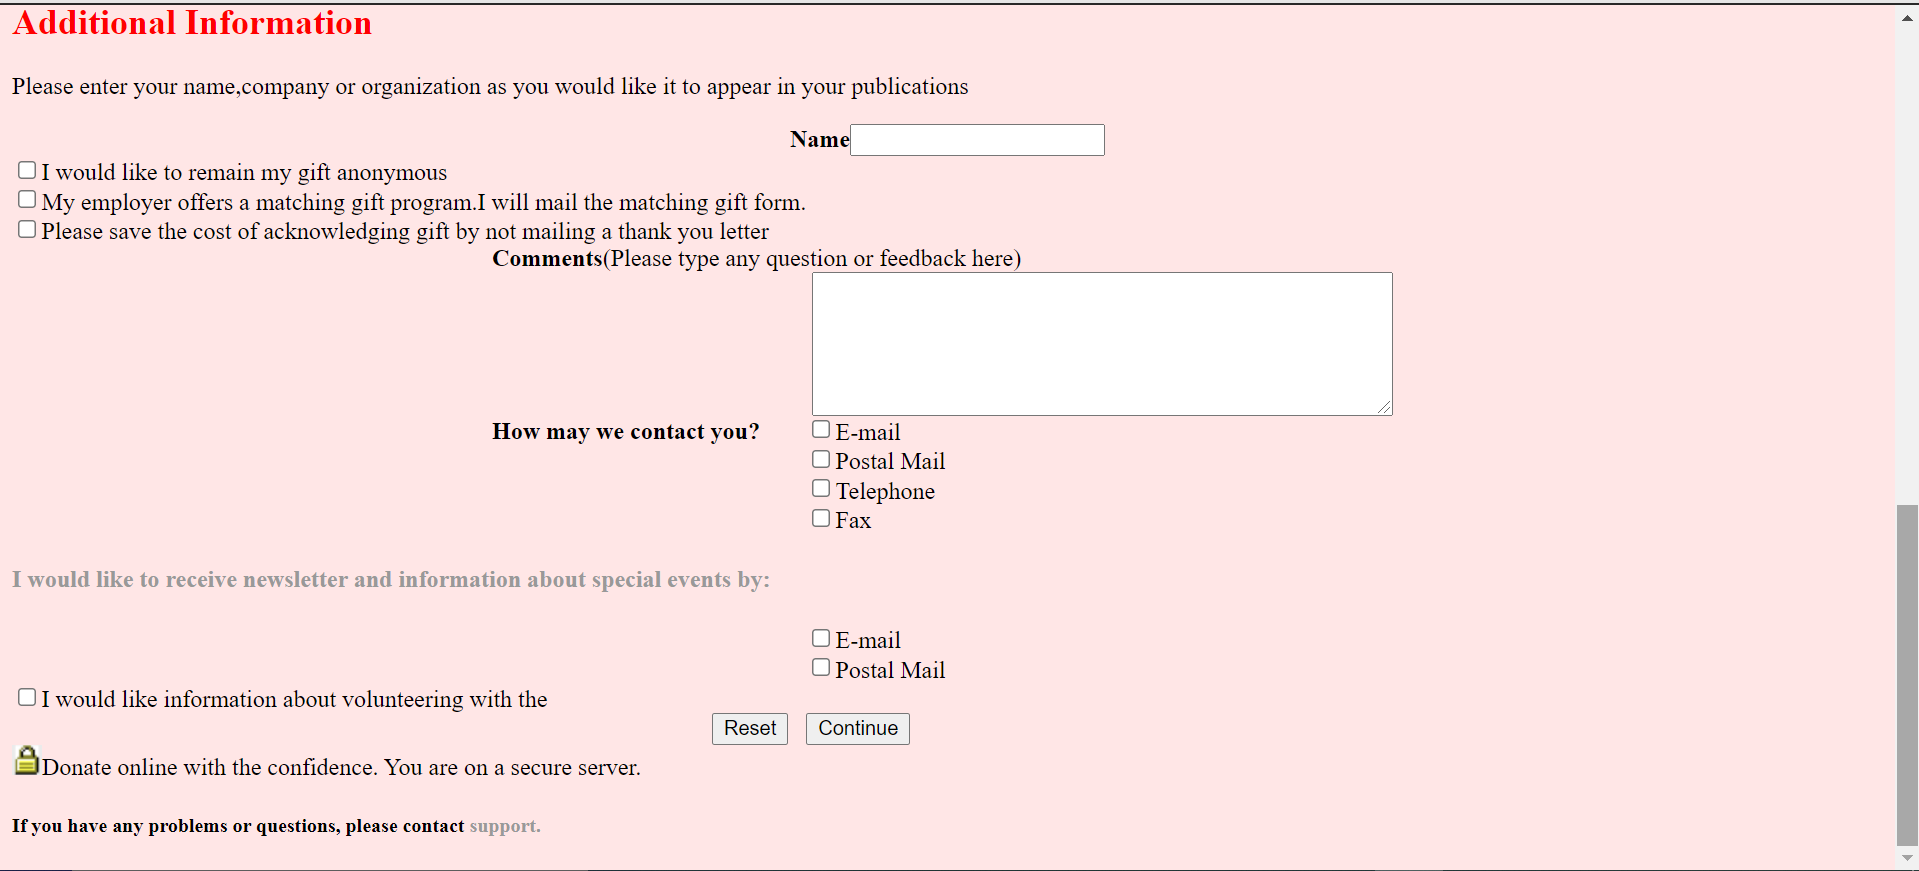 Additional Information
Please enter your name,company or organization as you would like it to appear in your publications
Name
I would like to remain my gift anonymous
My employer offers a matching gift program.I will mail the matching gift form.
Please save the cost of acknowledging gift by not mailing a thank you letter
Comments(Please type any question or feedback here)
How may we contact you?
E-mail
Postal Mail
Telephone
Fax
I would like to receive newsletter and information about special events by:
E-mail
Postal Mail
I would like information about volunteering with the
Reset Continue
Donate online with the confidence. You are on a secure server.
If you have any problems or questions, please contact support.